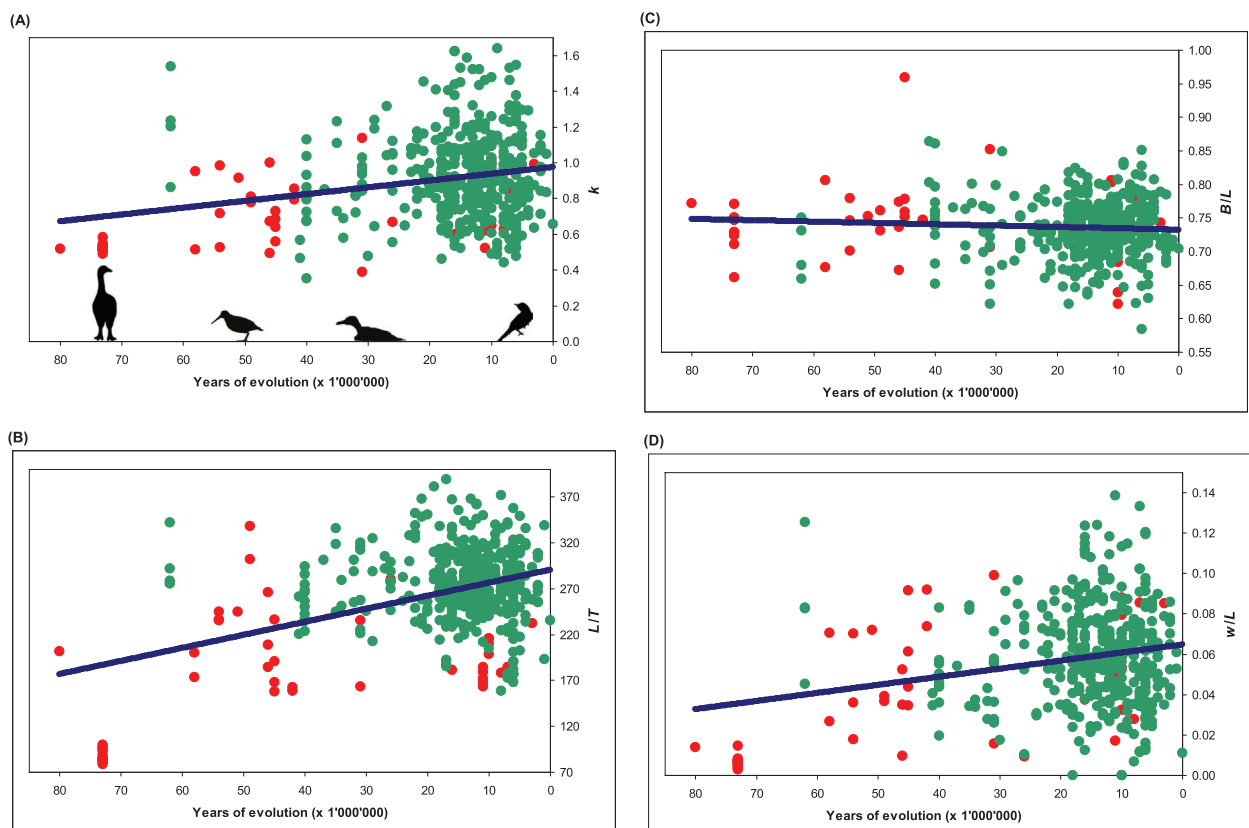 (A)
1.6
1.4
1.2
1.0
0.8
0.6
0.4
0.2
0.0
k
80 70 60 50 40 30 20 10 0
Years of evolution (x 1'000'000)
(B)
370
320
270
220
170
120
70
L/T
80 70 60 50 40 30 20 10 0
Years of evolution (x 1'000'000)
(C)
1.00
0.95
0.90
0.85
0.80
0.75
0.70
0.65
0.60
0.55
B/L
80 70 60 50 40 30 20 10 0
Years of evolution (x 1'000'000)
(D)
0.14
0.12
0.10
0.08
0.06
0.04
0.02
0.00
w/L
80 70 60 50 40 30 20 10 0
Years of evolution (x 1'000'000)